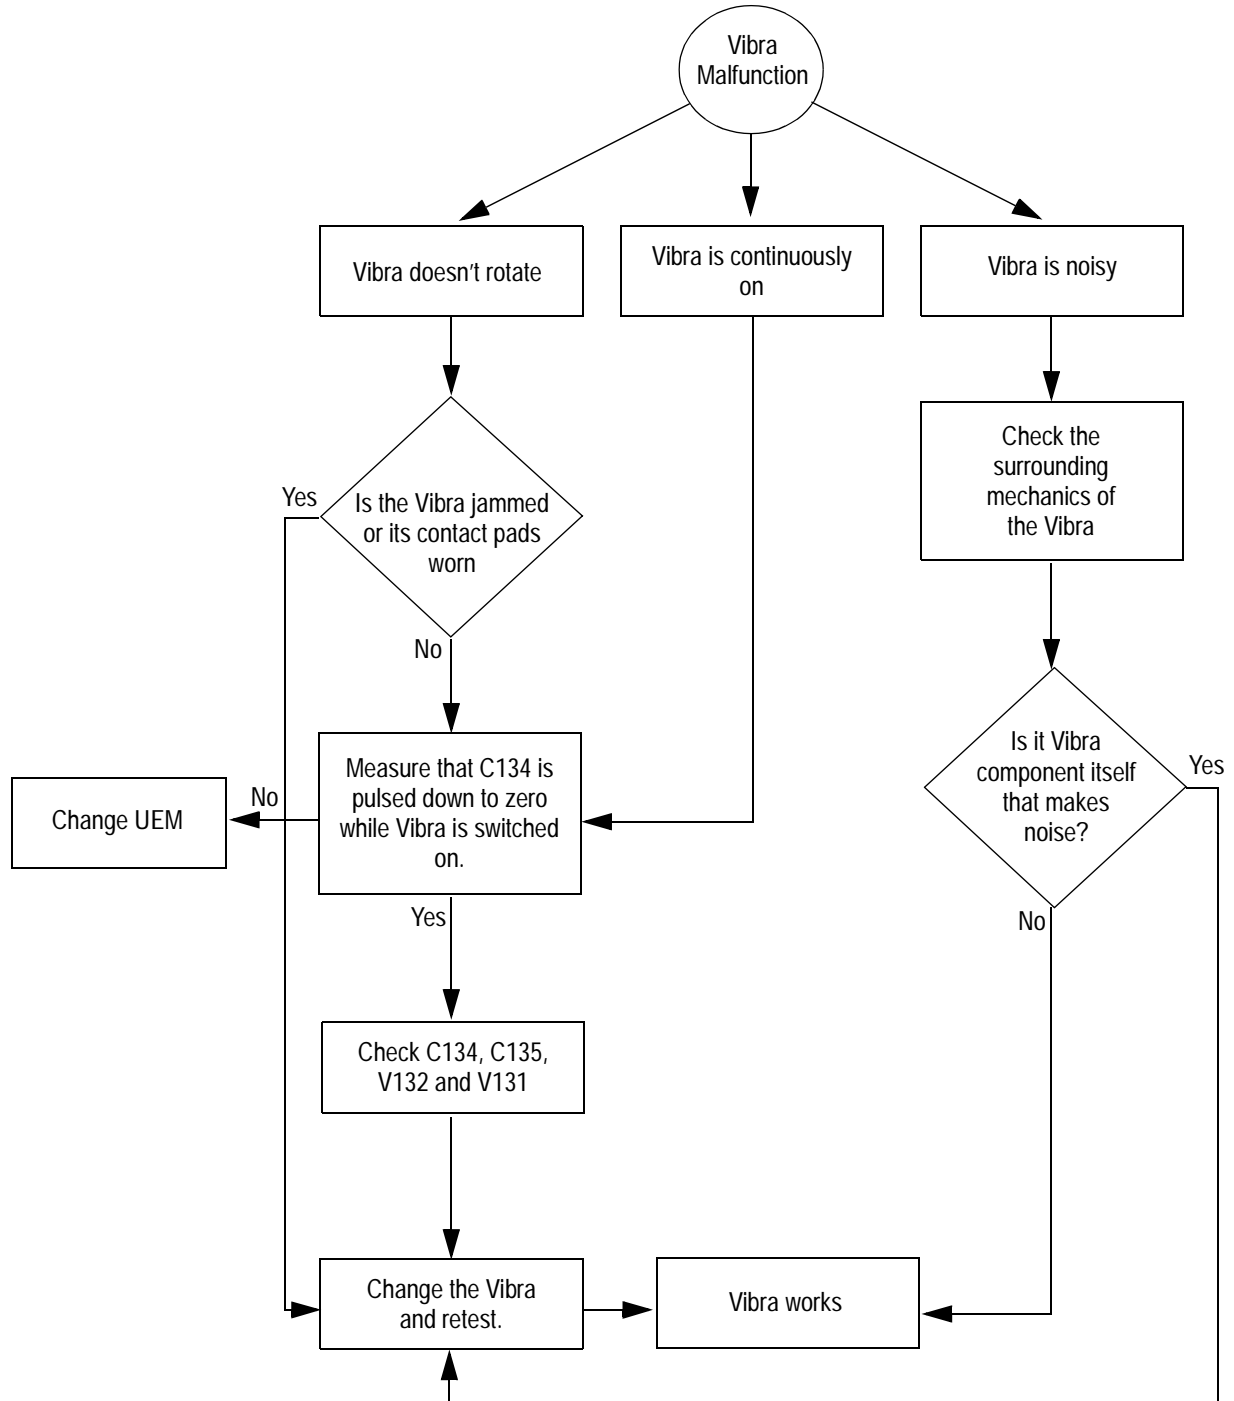 Vibra
Malfunction
Vibra doesn't rotate
Vibra is continuously
on
Vibra is noisy
Check the
surrounding
mechanics of
the Vibra
Yes
Is the Vibra jammed
or its contact pads
worn
No
Is it Vibra
component itself
that makes
noise?
Yes
No
Measure that C134 is
pulsed down to zero
while Vibra is switched
on.
No
Change UEM
Yes
Check C134, C135,
V132 and V131
Change the Vibra
and retest.
Vibra works